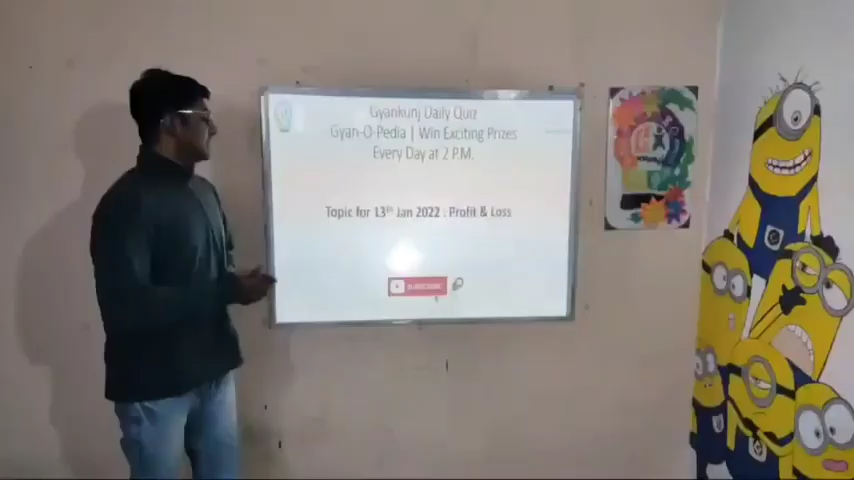 Gyankunj Daily Quiz
Gyan-O-Pedia | Win Exciting Prizes
Every Day at 2 P.M.
Topic for 13th Jan 2022 : Profit & Loss
SUBSCRIBE